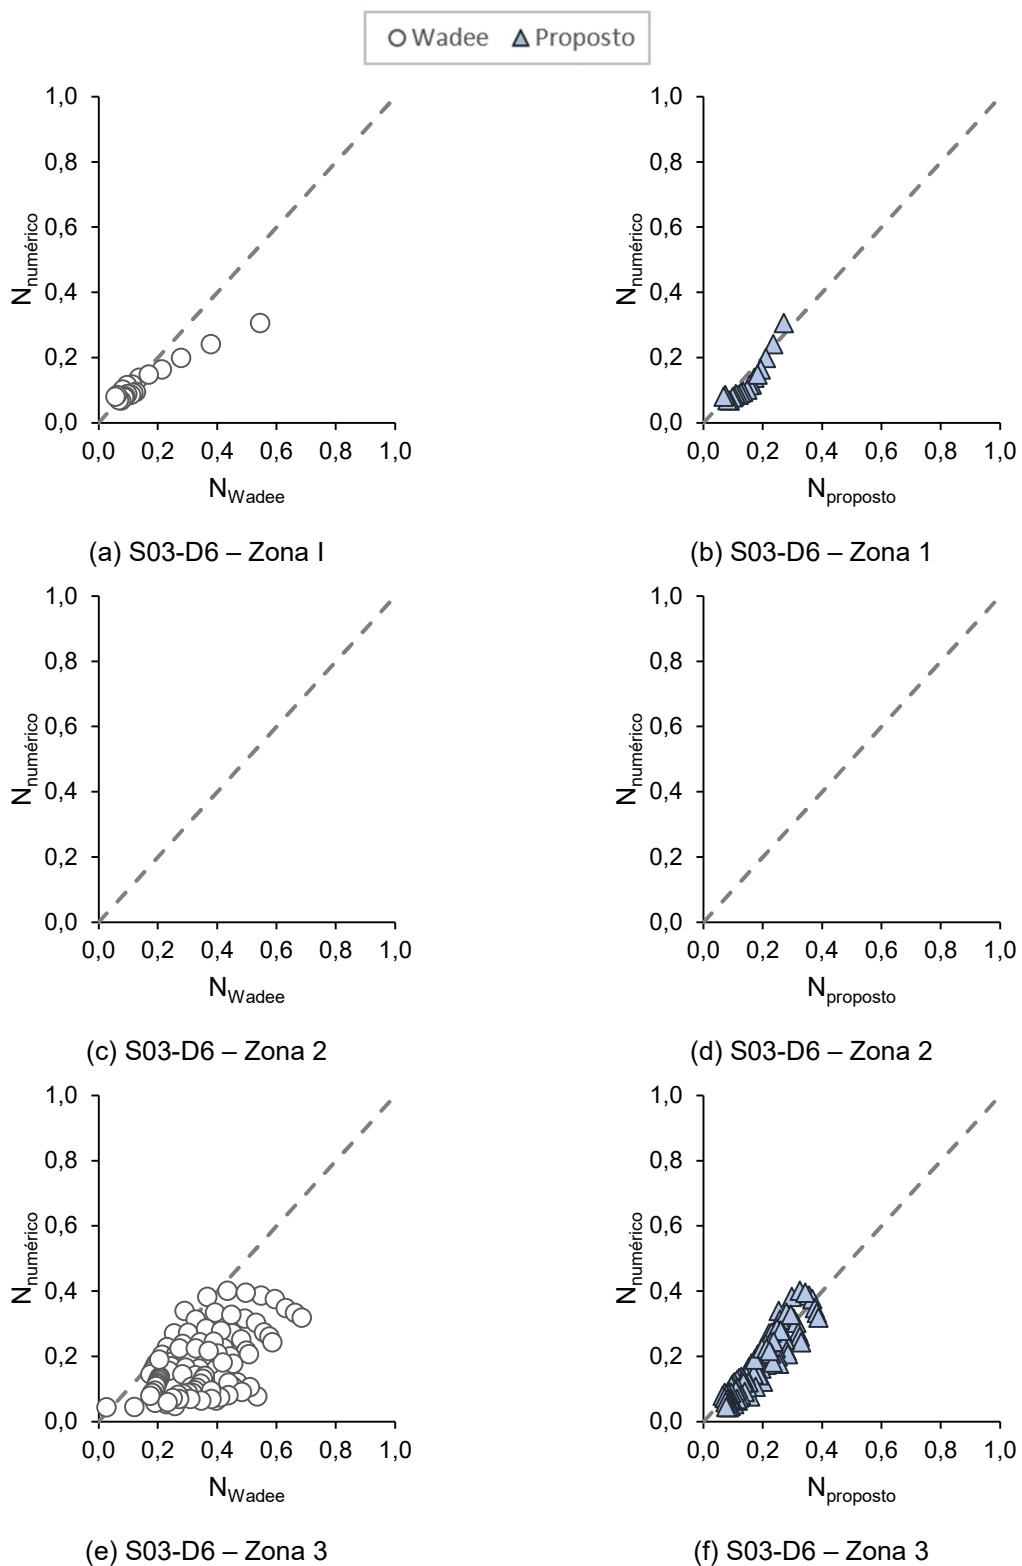 Wadee Proposto
1,0 1,0
0,8 0,8
0,6 0,6
Nnumérico Nnumérico
0,4 0,4
0,2 0,2
0,0 0,0
0,0 0,2 0,4 0,6 0,8 1,0 0,0 0,2 0,4 0,6 0,8 1,0
NWadee Nproposto
(a) S03-D6 – Zona I (b) S03-D6 – Zona 1
1,0 1,0
0,8 0,8
0,6 0,6
Nnumérico Nnumérico
0,4 0,4
0,2 0,2
0,0 0,0
0,0 0,2 0,4 0,6 0,8 1,0 0,0 0,2 0,4 0,6 0,8 1,0
NWadee Nproposto
(c) S03-D6 – Zona 2 (d) S03-D6 – Zona 2
1,0 1,0
0,8 0,8
0,6 0,6
Nnumérico Nnumérico
0,4 0,4
0,2 0,2
0,0 0,0
0,0 0,2 0,4 0,6 0,8 1,0 0,0 0,2 0,4 0,6 0,8 1,0
NWadee Nproposto
(e) S03-D6 – Zona 3 (f) S03-D6 – Zona 3